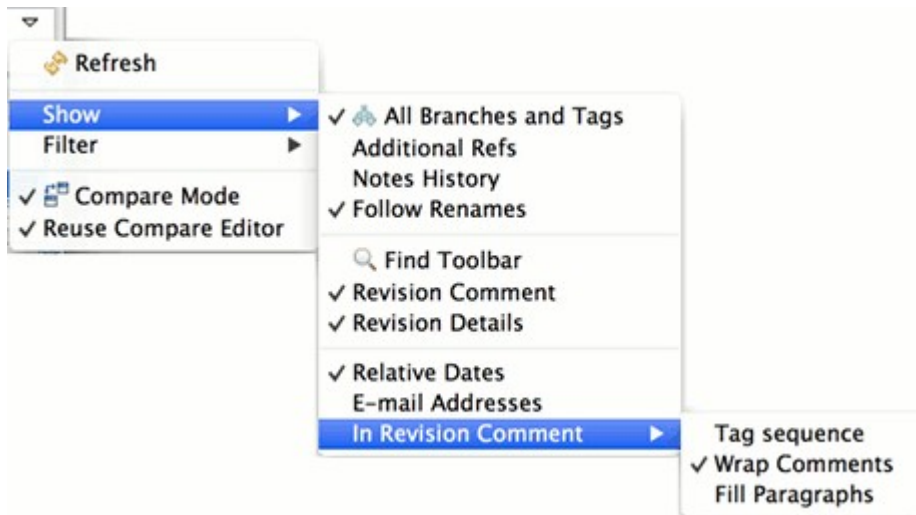 Refresh
Show
Filter
Compare Mode
Reuse Compare Editor
All Branches and Tags
Additional Refs
Notes History
Follow Renames
Find Toolbar
Revision Comment
Revision Details
Relative Dates
E-mail Addresses
In Revision Comment
Tag sequence
Wrap Comments
Fill Paragraphs